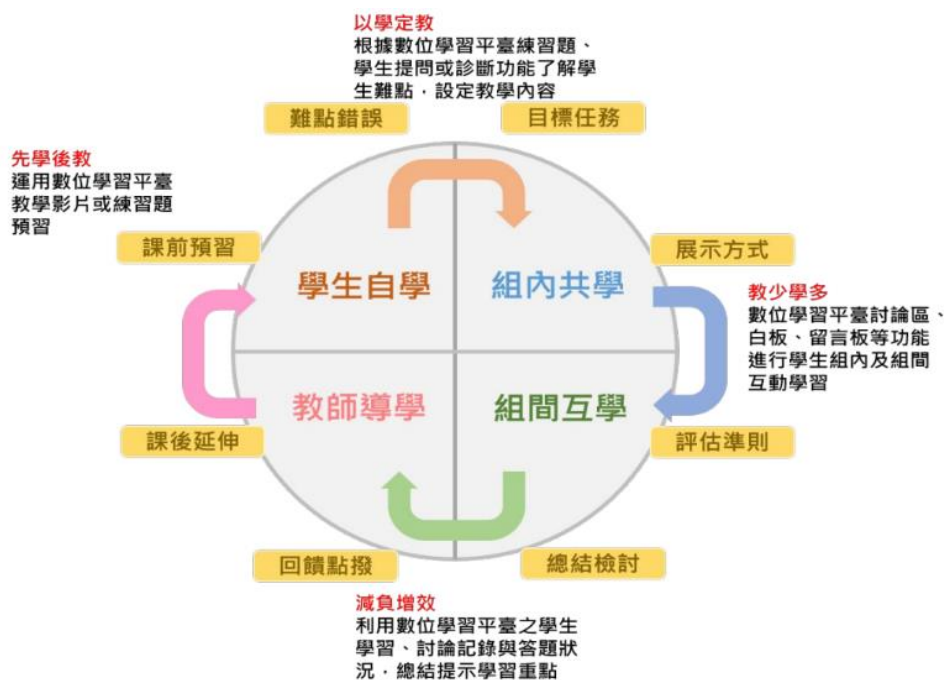 以學定教
根據數位學習平臺練習題、
學生提問或診斷功能了解學
生難點，設定教學內容
難點錯誤
目標任務
先學後教
運用數位學習平臺
教學影片或練習題
預習
課前預習
展示方式
學生自學
組內共學
教少學多
數位學習平臺討論區、
白板、留言板等功能
進行學生組內及組間
互動學習
教師導學
組間互學
課後延伸
評估準則
回饋點撥
總結檢討
減負增效
利用數位學習平臺之學生
學習、討論記錄與答題狀
況，總結提示學習重點